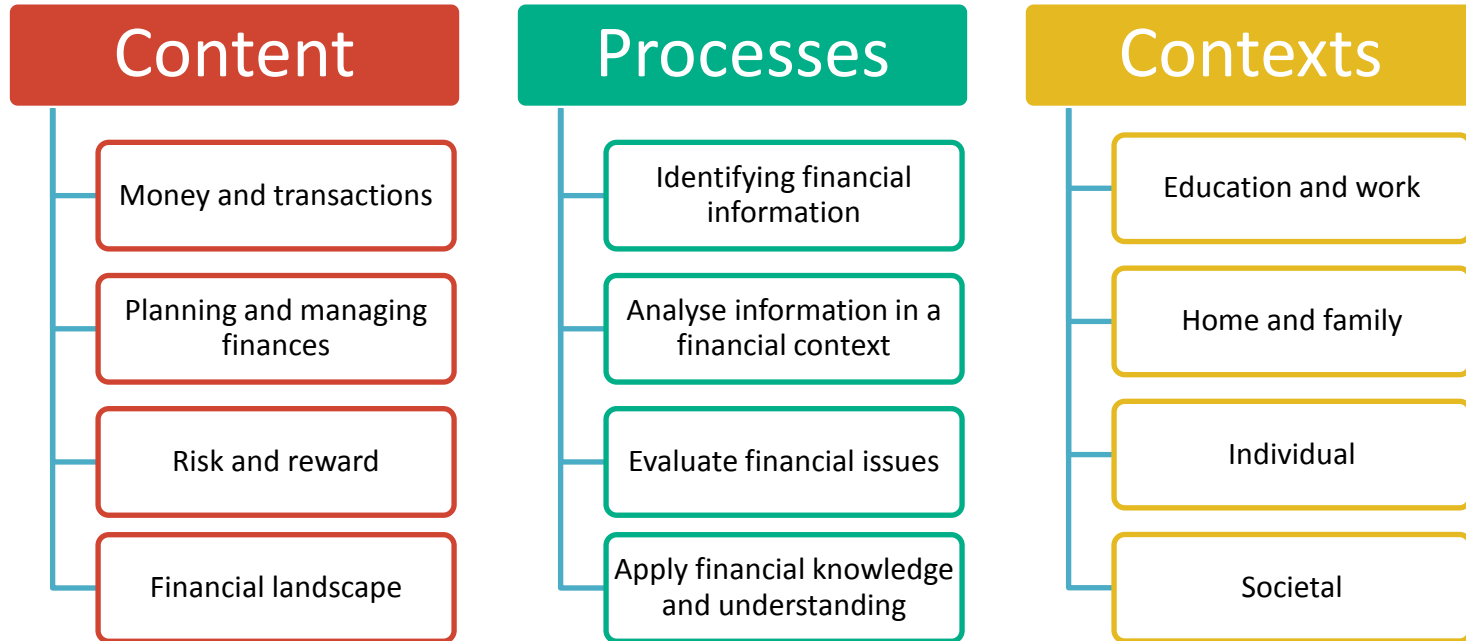 Content
Money and transactions
Planning and managing
finances
Risk and reward
Financial landscape
Processes
Identifying financial
information
Analyse information in a
financial context
Evaluate financial issues
Apply financial knowledge
and understanding
Contexts
Education and work
Home and family
Individual
Societal